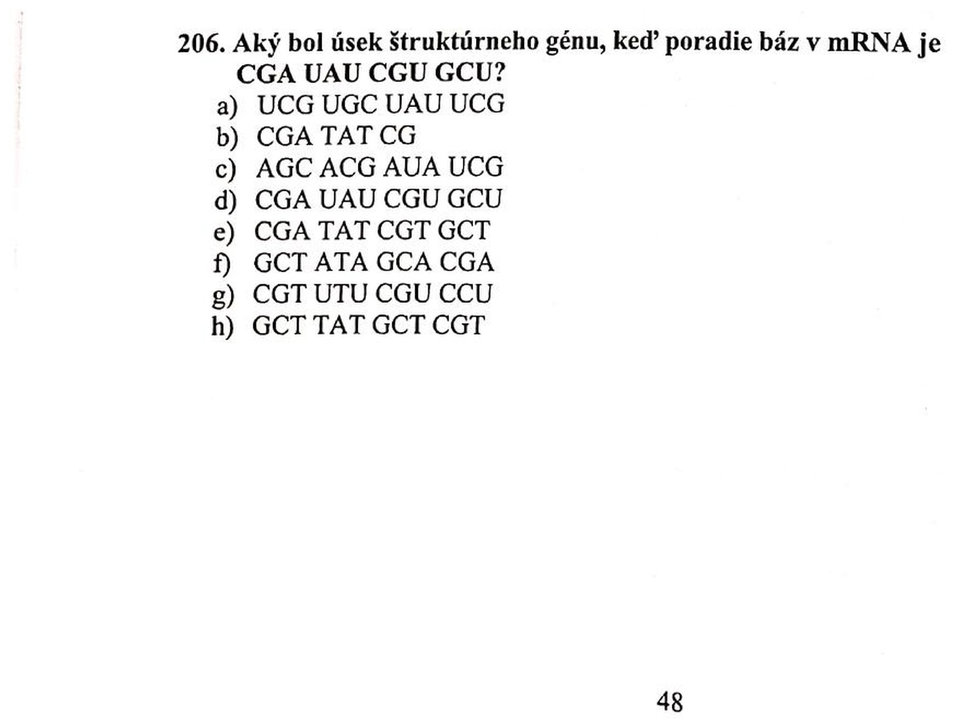 206. Aký bol úsek štruktúrneho génu, keď poradie báz v mRNA je
CGA UAU CGU GCU?
a) UCG UGC UAU UCG
b) CGA TAT CG
c) AGC ACG AUA UCG
d) CGA UAU CGU GCU
e) CGA TAT CGT GCT
f) GCT ATA GCA CGA
g) CGT UTU CGU CCU
h) GCT TAT GCT CGT
48